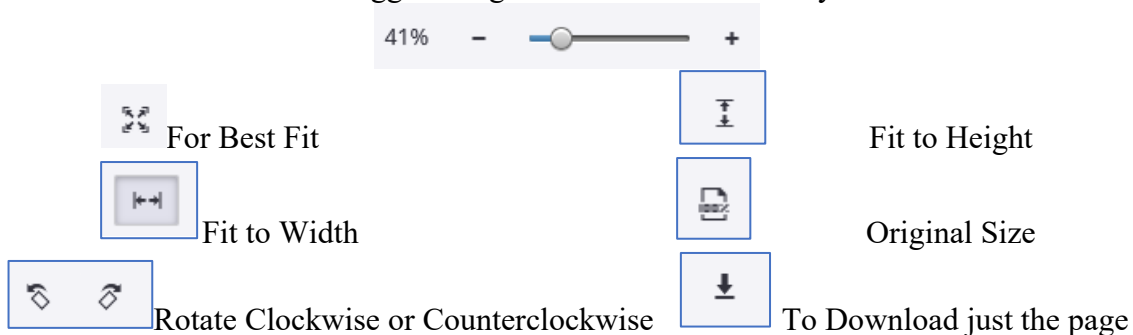 41% - +
For Best Fit Fit to Height
100%
Fit to Width Original Size
Rotate Clockwise or Counterclockwise To Download just the page